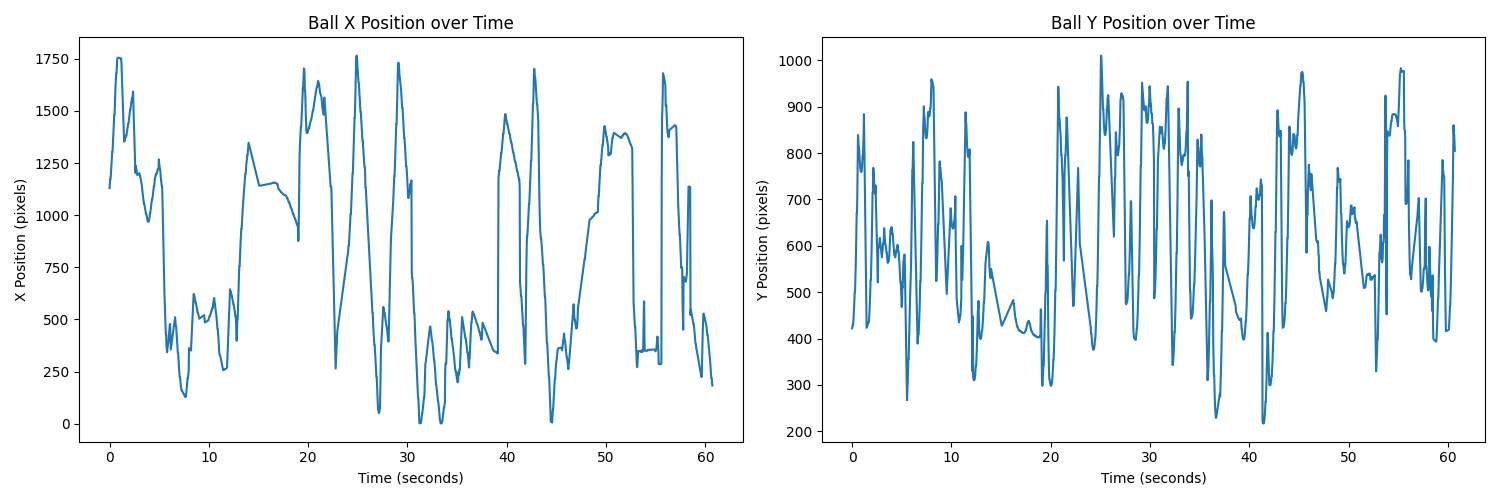 Ball X Position over Time
X Position (pixels)
1750
1500
1250
1000
750
500
250
0
0 10 20 30 40 50 60
Time (seconds)
Ball Y Position over Time
Y Position (pixels)
1000
900
800
700
600
500
400
300
200
0 10 20 30 40 50 60
Time (seconds)